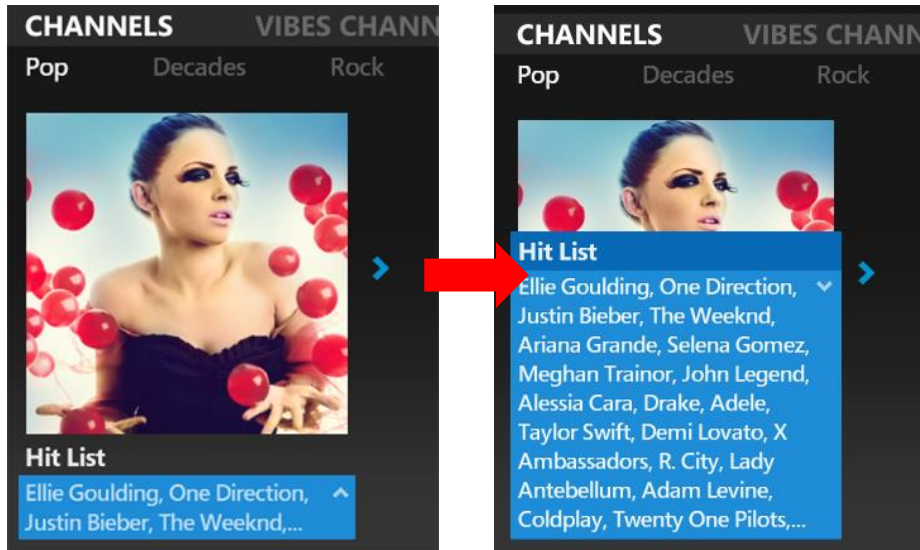 CHANNELS VIBES CHANN
Pop Decades Rock
Hit List
Ellie Goulding, One Direction,
Justin Bieber, The Weeknd,...
CHANNELS VIBES CHANN
Pop Decades Rock
Hit List
Ellie Goulding, One Direction,
Justin Bieber, The Weeknd,
Ariana Grande, Selena Gomez,
Meghan Trainor, John Legend,
Alessia Cara, Drake, Adele,
Taylor Swift, Demi Lovato, X
Ambassadors, R. City, Lady
Antebellum, Adam Levine,
Coldplay, Twenty One Pilots,...